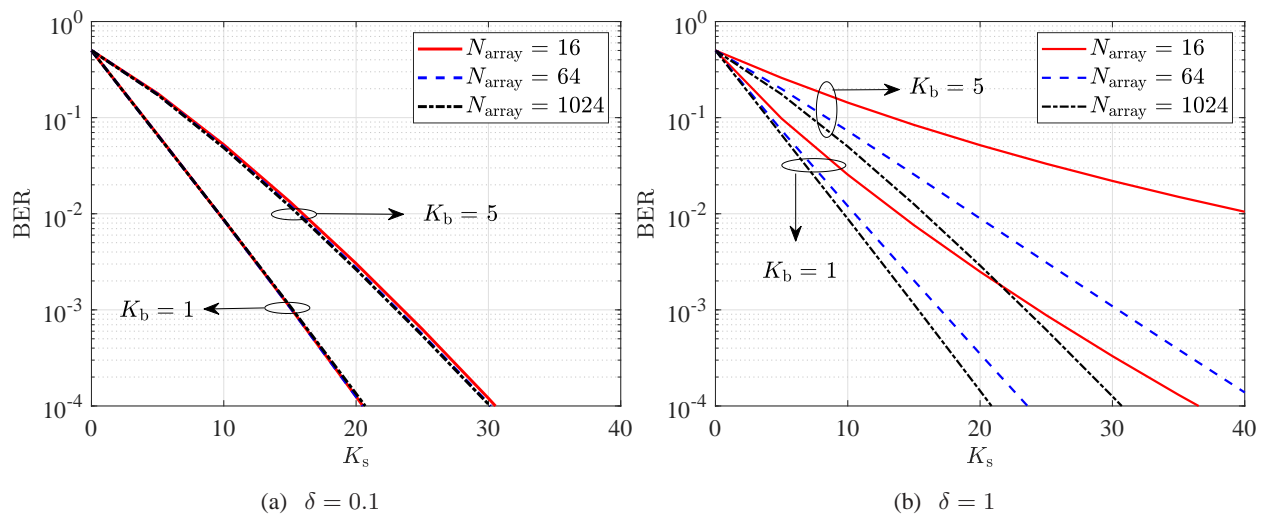 10^0
10^-1
10^-2
10^-3
10^-4
BER
0 10 20 30 40
K_s
N_array = 16
N_array = 64
N_array = 1024
K_b = 5
K_b = 1
(a) δ = 0.1
10^0
10^-1
10^-2
10^-3
10^-4
BER
0 10 20 30 40
K_s
N_array = 16
N_array = 64
N_array = 1024
K_b = 5
K_b = 1
(b) δ = 1